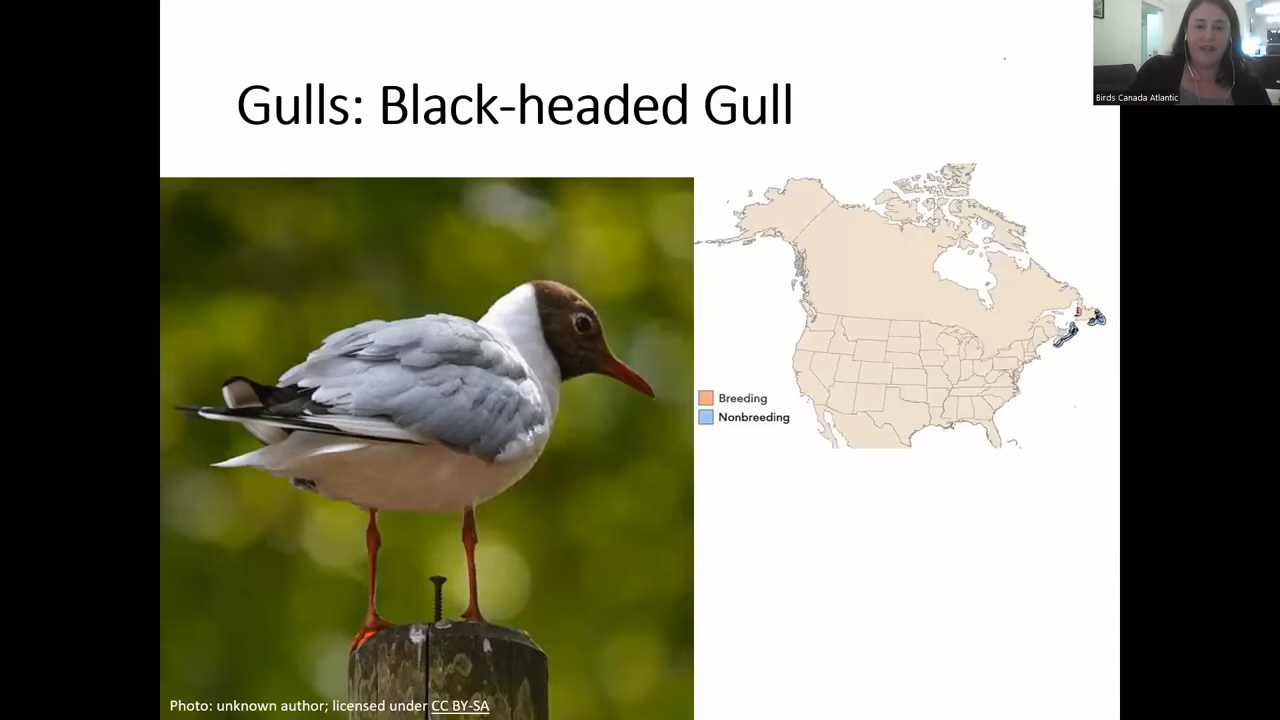 Gulls: Black-headed Gull
Birds Canada Atlantic
Breeding
Nonbreeding
Photo: unknown author; licensed under CC BY-SA